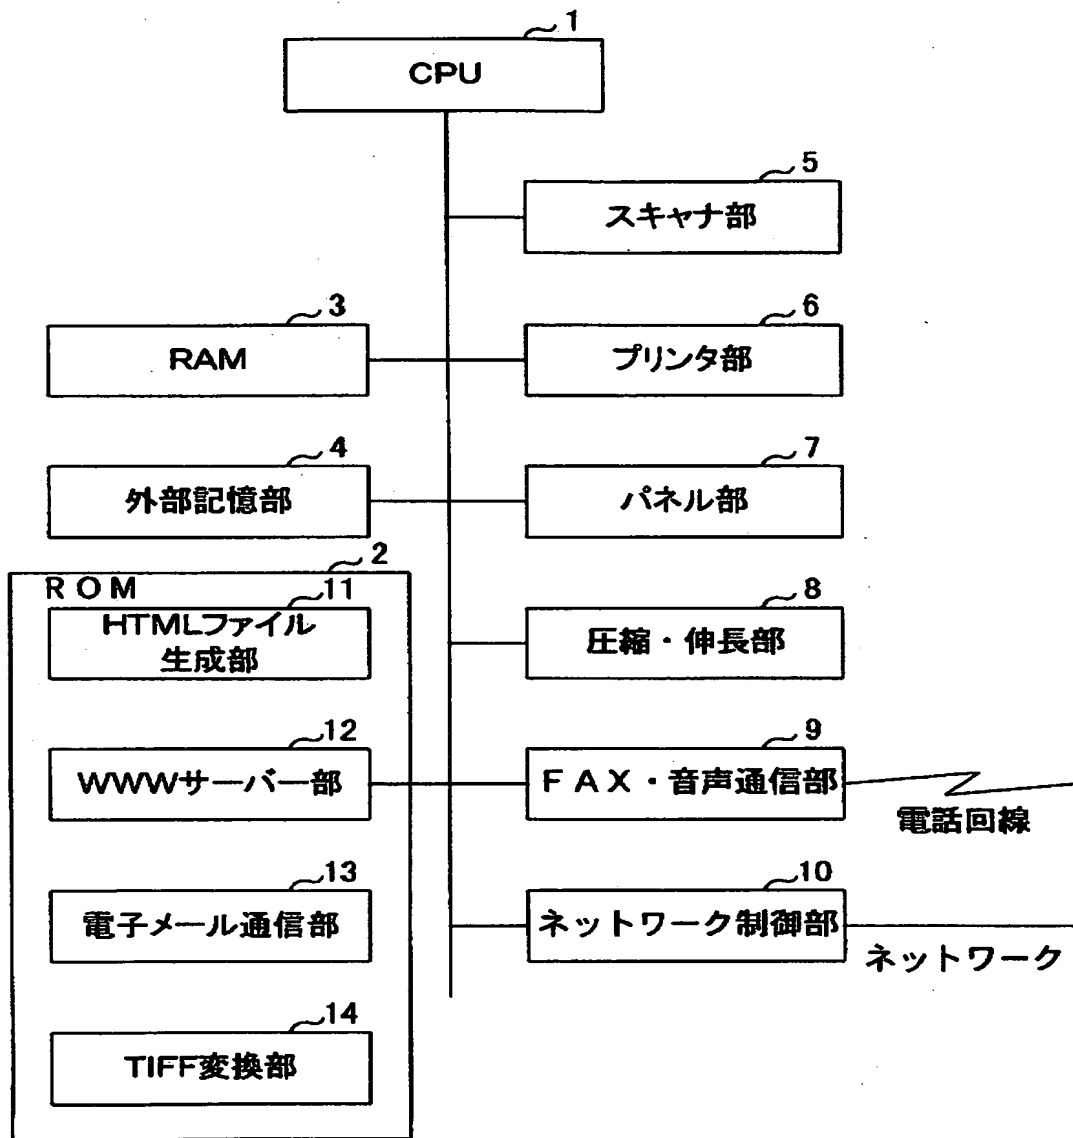 1
CPU
5
スキャナ部
3
RAM
6
プリンタ部
4
外部記憶部
7
パネル部
2
ROM
11
HTMLファイル
生成部
8
圧縮・伸長部
12
WWWサーバー部
9
FAX・音声通信部
電話回線
13
電子メール通信部
10
ネットワーク制御部
ネットワーク
14
TIFF変換部